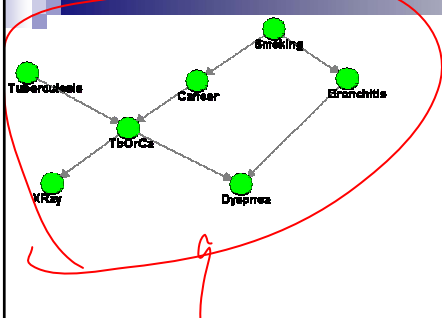 Smoking
Tuberculosis
Cancer
Bronchitis
TbOrCa
XRay
Dyspnea